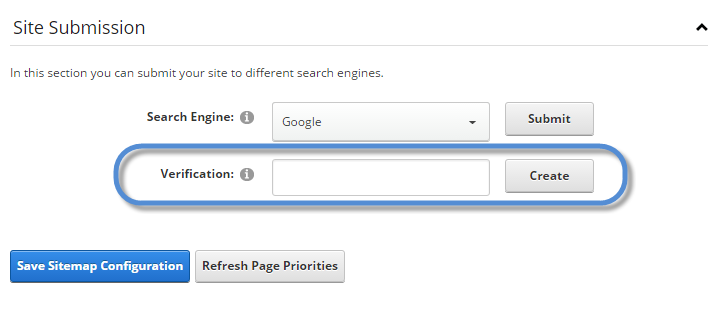 Site Submission
In this section you can submit your site to different search engines.
Search Engine: Google Submit
Verification: Create
Save Sitemap Configuration Refresh Page Priorities